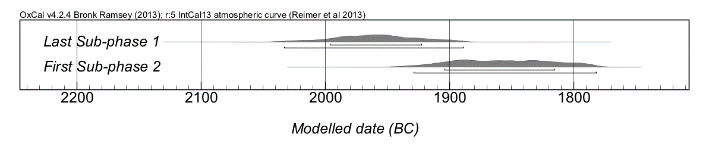 OxCal v4.2.4 Bronk Ramsey (2013); r:5 IntCal13 atmospheric curve (Reimer et al 2013)
Last Sub-phase 1
First Sub-phase 2
2200 2100 2000 1900 1800
Modelled date (BC)